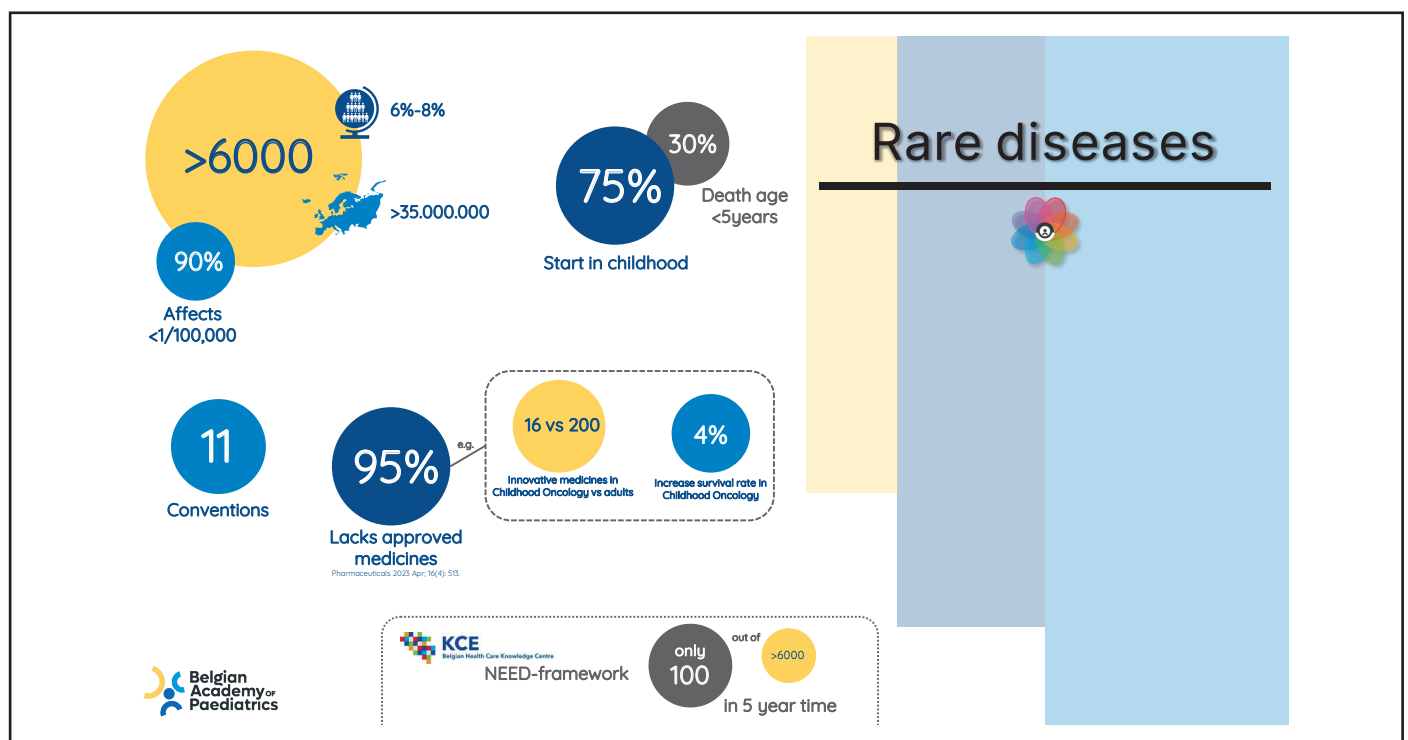 Rare diseases
>6000
6%-8%
>35.000.000
90%
Affects
<1/100,000
75%
30%
Death age
<5years
Start in childhood
11
Conventions
95%
Lacks approved
medicines
Pharmaceuticals 2023 Apr; 16(4): 513.
e.g.
16 vs 200
Innovative medicines in
Childhood Oncology vs adults
4%
Increase survival rate in
Childhood Oncology
KCE
Belgian Health Care Knowledge Centre
NEED-framework
only
100
out of
>6000
in 5 year time
Belgian
Academy OF
Paediatrics